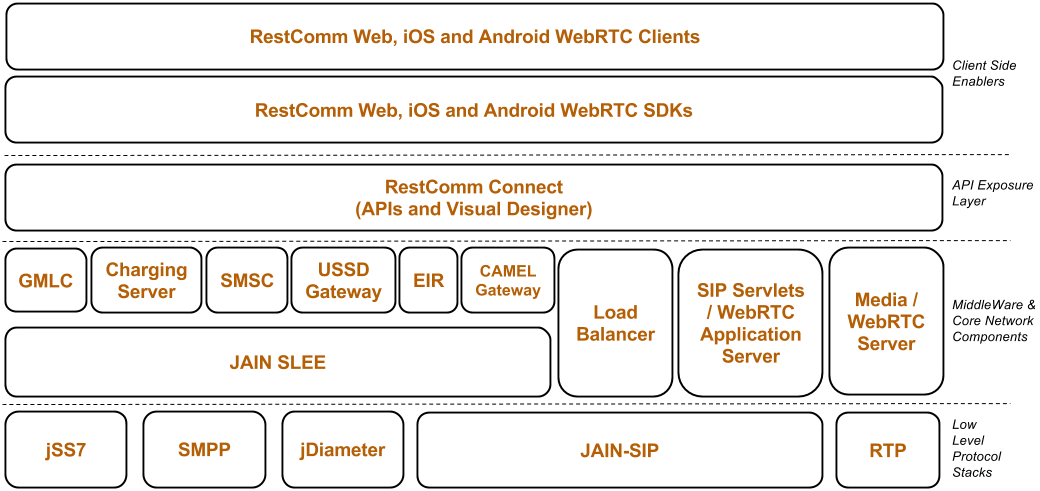 RestComm Web, iOS and Android WebRTC Clients
Client Side
Enablers
RestComm Web, iOS and Android WebRTC SDKs
RestComm Connect
(APIs and Visual Designer)
API Exposure
Layer
GMLC
Charging
Server
SMSC
USSD
Gateway
EIR
CAMEL
Gateway
JAIN SLEE
Load
Balancer
SIP Servlets
/ WebRTC
Application
Server
Media /
WebRTC
Server
MiddleWare &
Core Network
Components
jSS7
SMPP
jDiameter
JAIN-SIP
RTP
Low
Level
Protocol
Stacks